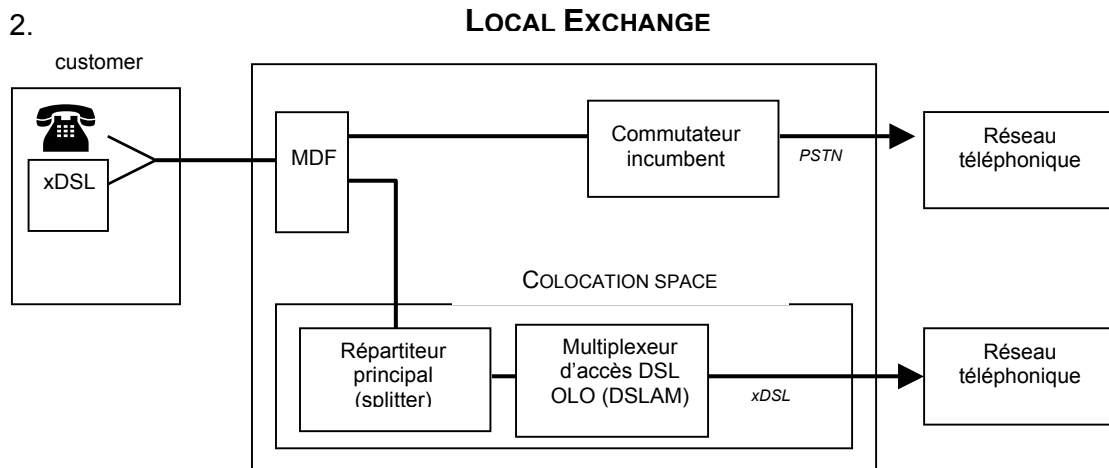 2.
LOCAL EXCHANGE
customer
xDSL
MDF
Commutateur
incumbent
PSTN
Réseau
téléphonique
COLOCATION SPACE
Répartiteur
principal
(splitter)
Multiplexeur
d'accès DSL
OLO (DSLAM)
xDSL
Réseau
téléphonique